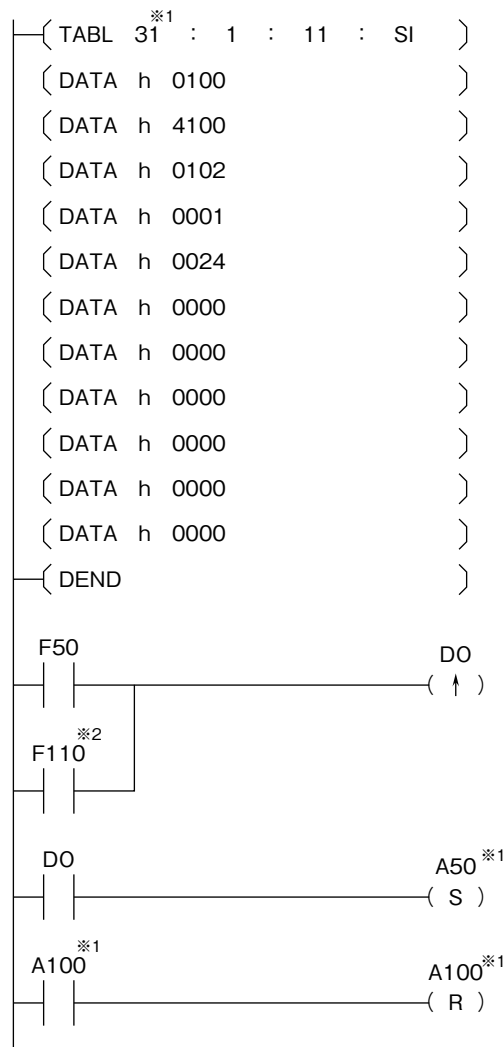 TABL 31※1 : 1 : 11 : SI
DATA h 0100
DATA h 4100
DATA h 0102
DATA h 0001
DATA h 0024
DATA h 0000
DATA h 0000
DATA h 0000
DATA h 0000
DATA h 0000
DATA h 0000
DEND
F50 D0
↑
F110※2
D0 A50※1
S
A100※1 A100※1
R